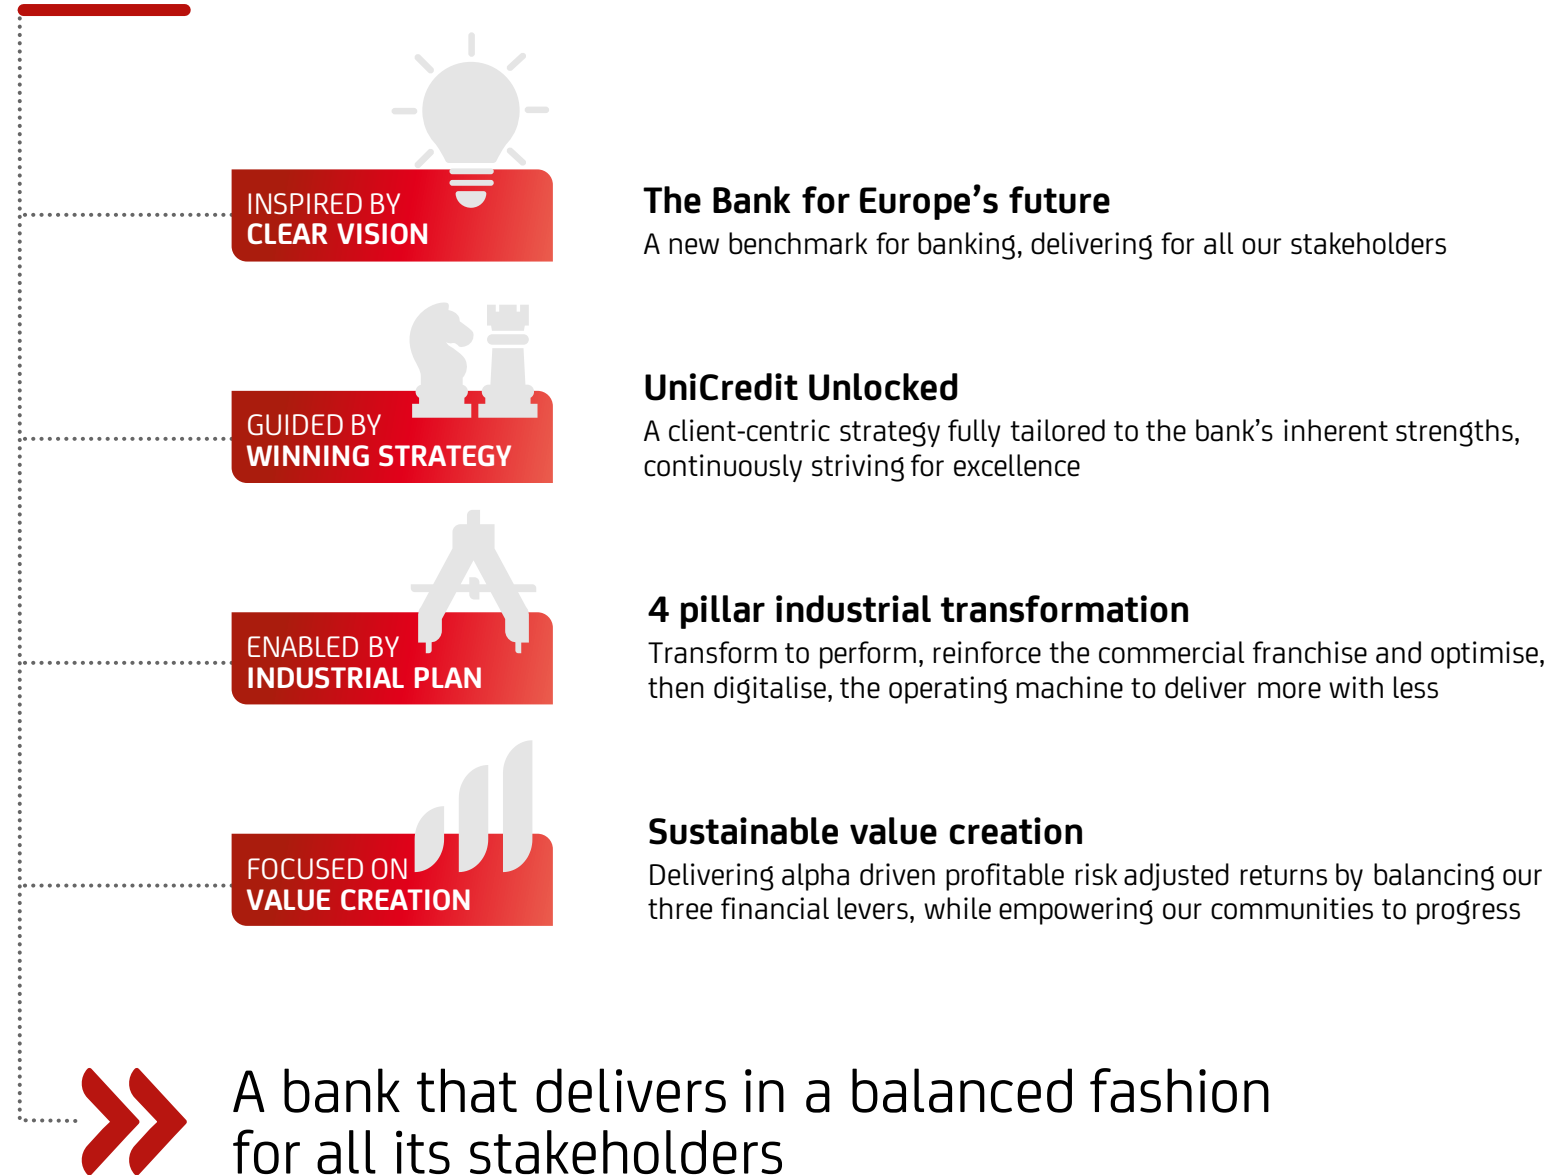 INSPIRED BY
CLEAR VISION
The Bank for Europe’s future
A new benchmark for banking, delivering for all our stakeholders
GUIDED BY
WINNING STRATEGY
UniCredit Unlocked
A client-centric strategy fully tailored to the bank’s inherent strengths,
continuously striving for excellence
ENABLED BY
INDUSTRIAL PLAN
4 pillar industrial transformation
Transform to perform, reinforce the commercial franchise and optimise,
then digitalise, the operating machine to deliver more with less
FOCUSED ON
VALUE CREATION
Sustainable value creation
Delivering alpha driven profitable risk adjusted returns by balancing our
three financial levers, while empowering our communities to progress
A bank that delivers in a balanced fashion
for all its stakeholders